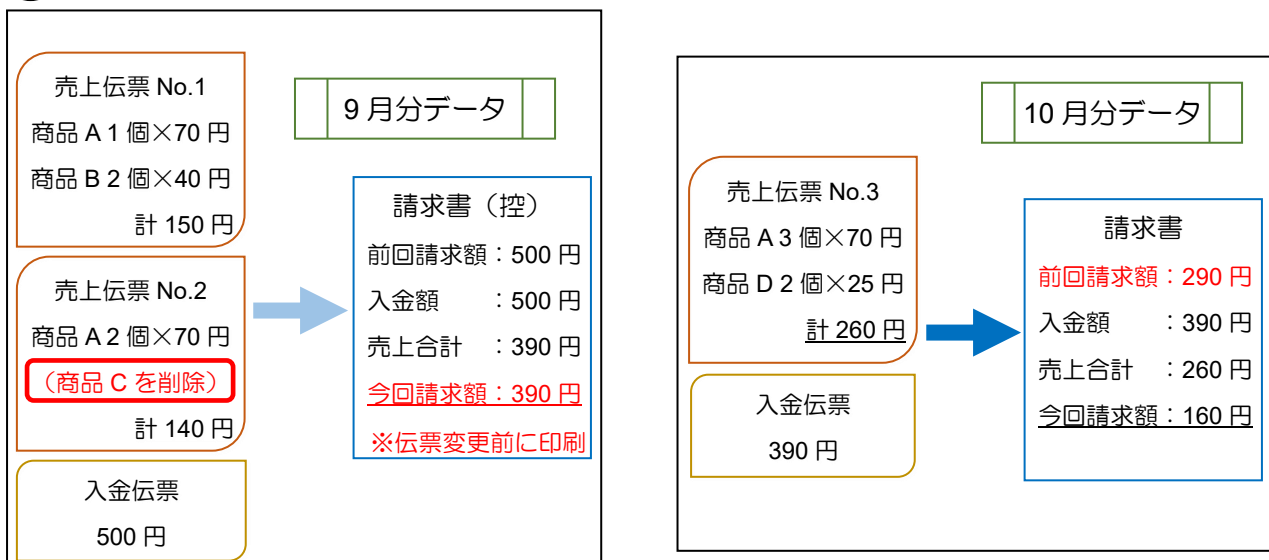 売上伝票 No.1
商品 A 1 個×70 円
商品 B 2 個×40 円
計 150 円
売上伝票 No.2
商品 A 2 個×70 円
（商品 C を削除）
計 140 円
入金伝票
500 円
9 月分データ
請求書（控）
前回請求額：500 円
入金額　　：500 円
売上合計　：390 円
今回請求額：390 円
※伝票変更前に印刷
10 月分データ
売上伝票 No.3
商品 A 3 個×70 円
商品 D 2 個×25 円
計 260 円
入金伝票
390 円
請求書
前回請求額：290 円
入金額　　：390 円
売上合計　：260 円
今回請求額：160 円